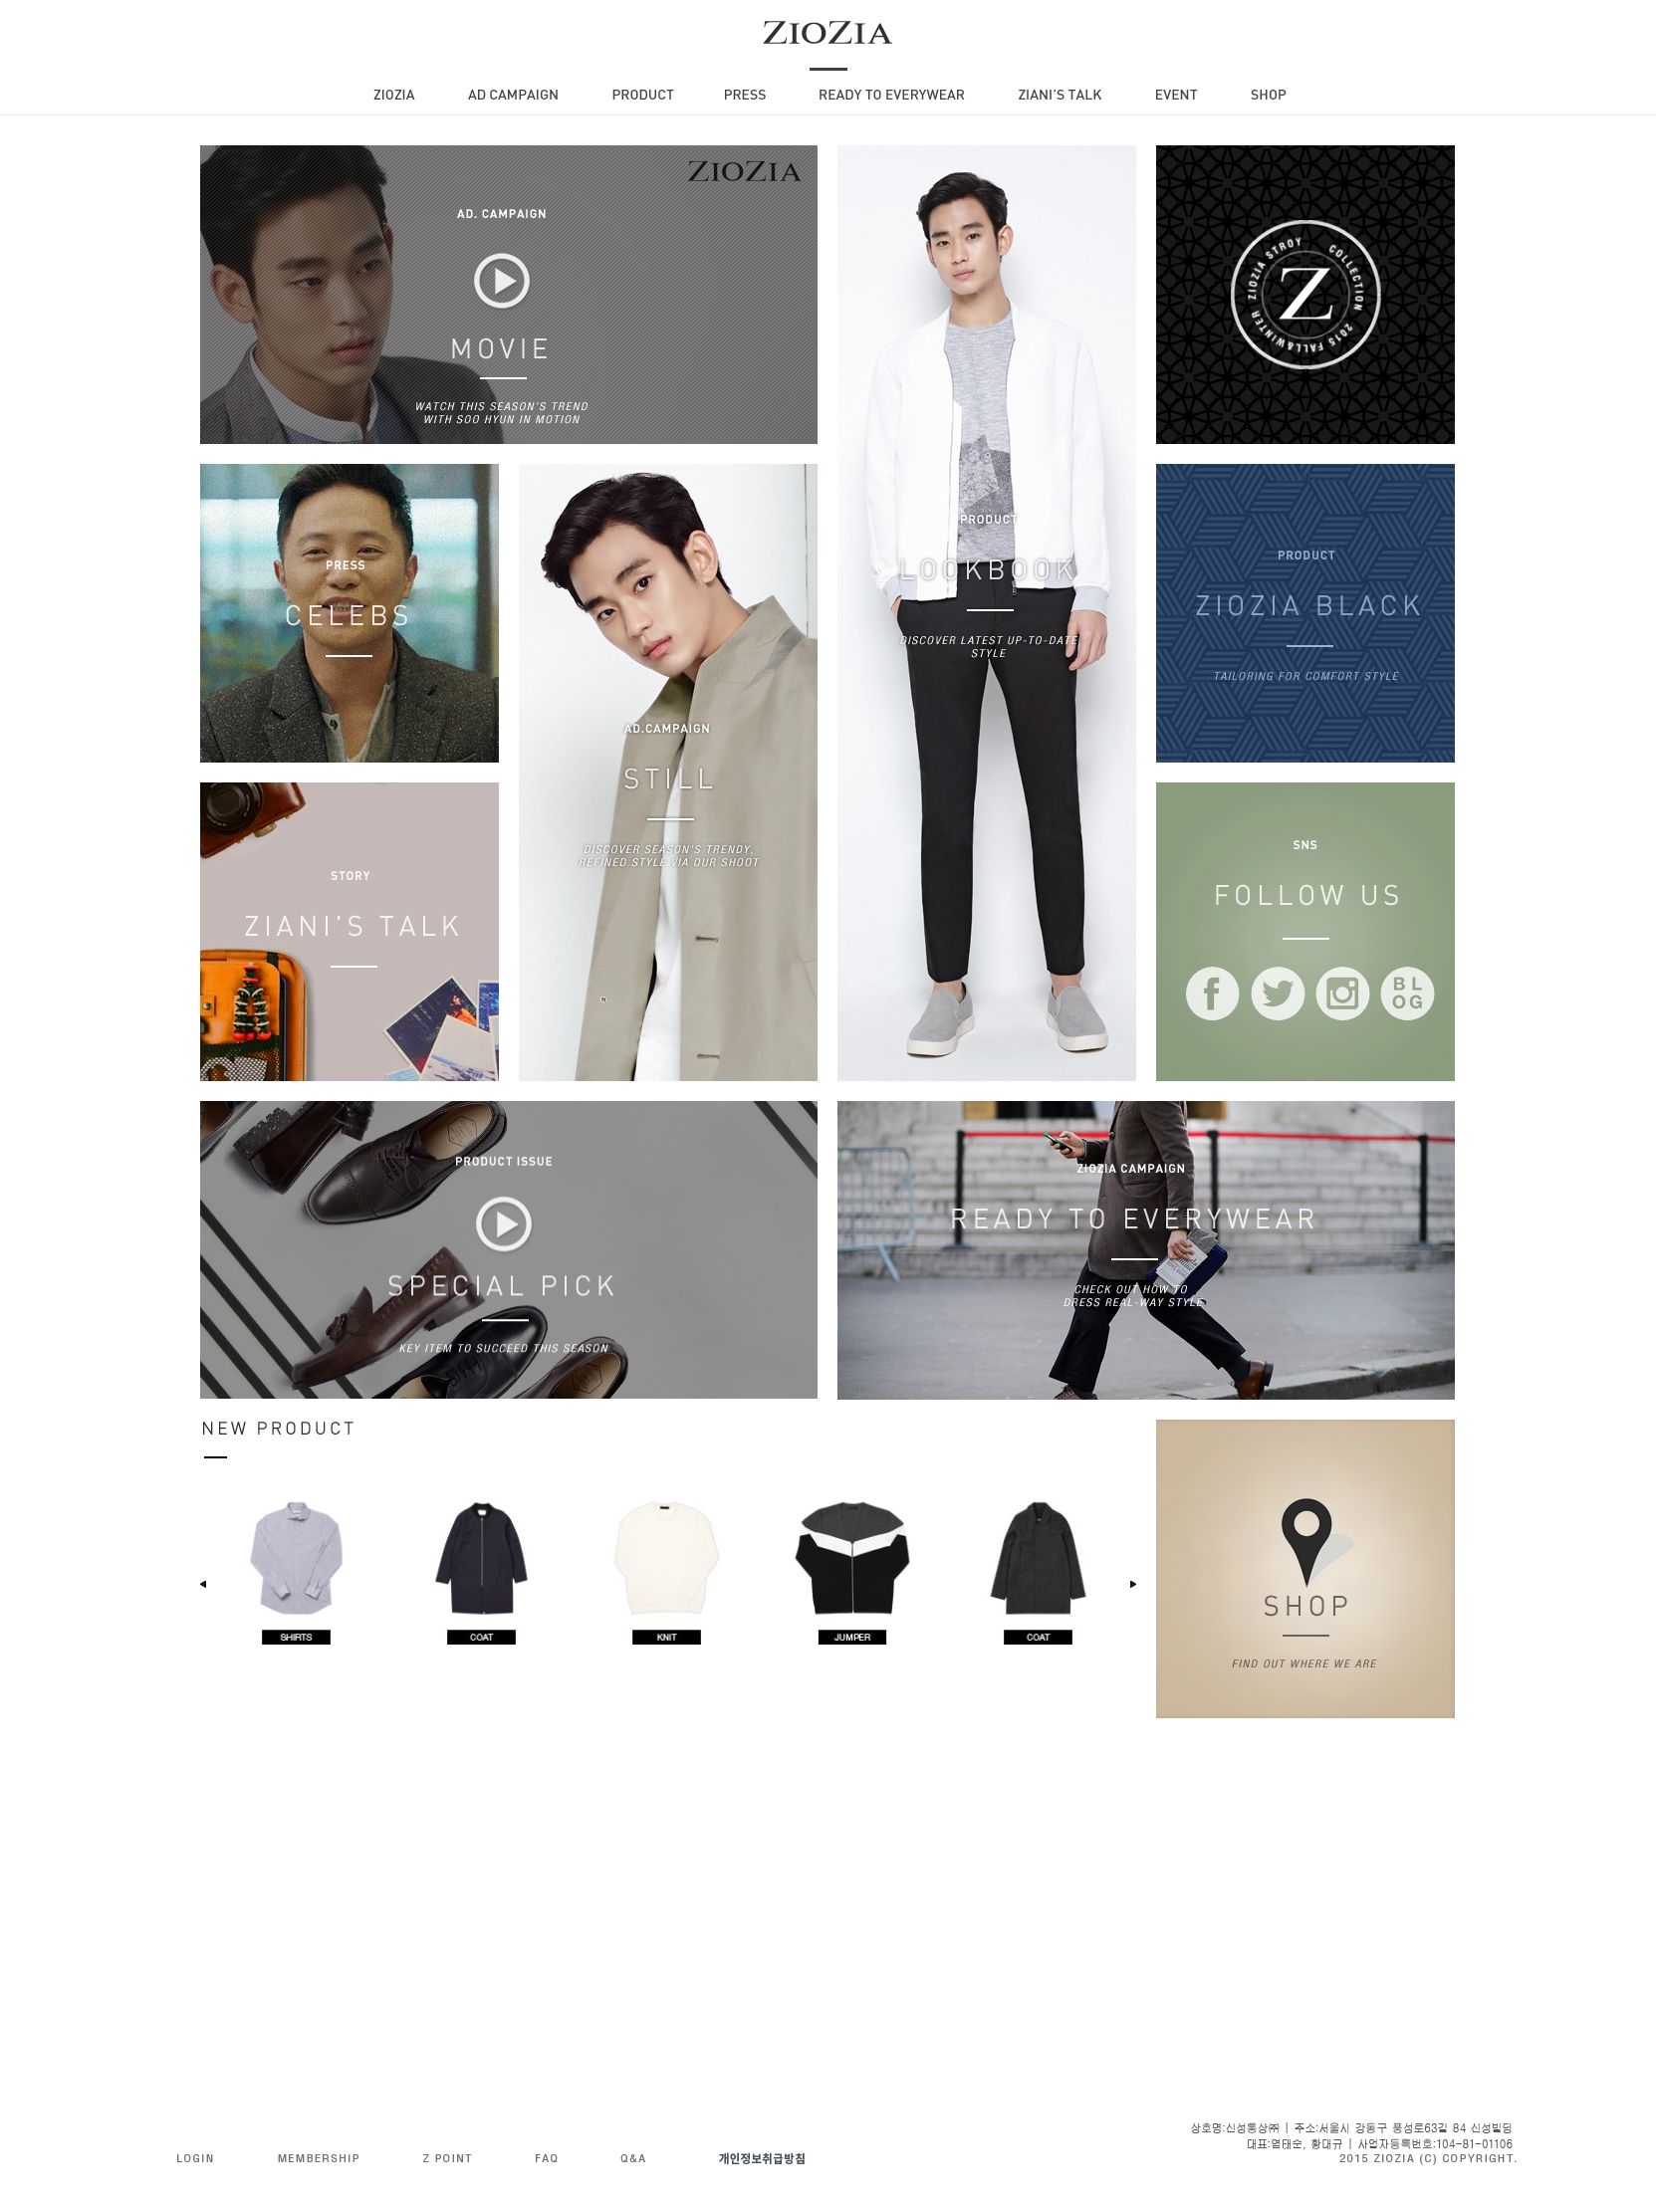 ZIOZIA
ZIOZIA
AD CAMPAIGN
PRODUCT
PRESS
READY TO EVERYWEAR
ZIANI'S TALK
EVENT
SHOP
ZIOZIA
AD. CAMPAIGN
MOVIE
WATCH THIS SEASON'S TREND
WITH SOO HYUN IN MOTION
ZIOZIA STROY
COLLECTION
2015 FALL&WINTER
Z
PRESS
CELEBS
AD.CAMPAIGN
STILL
DISCOVER SEASON'S TRENDY,
REFINED STYLE VIA OUR SHOOT
PRODUCT
LOOKBOOK
DISCOVER LATEST UP-TO-DATE
STYLE
PRODUCT
ZIOZIA BLACK
TAILORING FOR COMFORT STYLE
STORY
ZIANI'S TALK
SNS
FOLLOW US
f
BL
OG
PRODUCT ISSUE
SPECIAL PICK
KEY ITEM TO SUCCEED THIS SEASON
ZIOZIA CAMPAIGN
READY TO EVERYWEAR
CHECK OUT HOW TO
DRESS REAL-WAY STYLE
NEW PRODUCT
SHIRTS
COAT
KNIT
JUMPER
COAT
SHOP
FIND OUT WHERE WE ARE
LOGIN
MEMBERSHIP
Z POINT
FAQ
Q&A
개인정보취급방침
상호명:신성통상㈜ | 주소:서울시 강동구 풍성로63길 84 신성빌딩
대표:염태순, 황대규 | 사업자등록번호:104-81-01106
2015 ZIOZIA (C) COPYRIGHT.